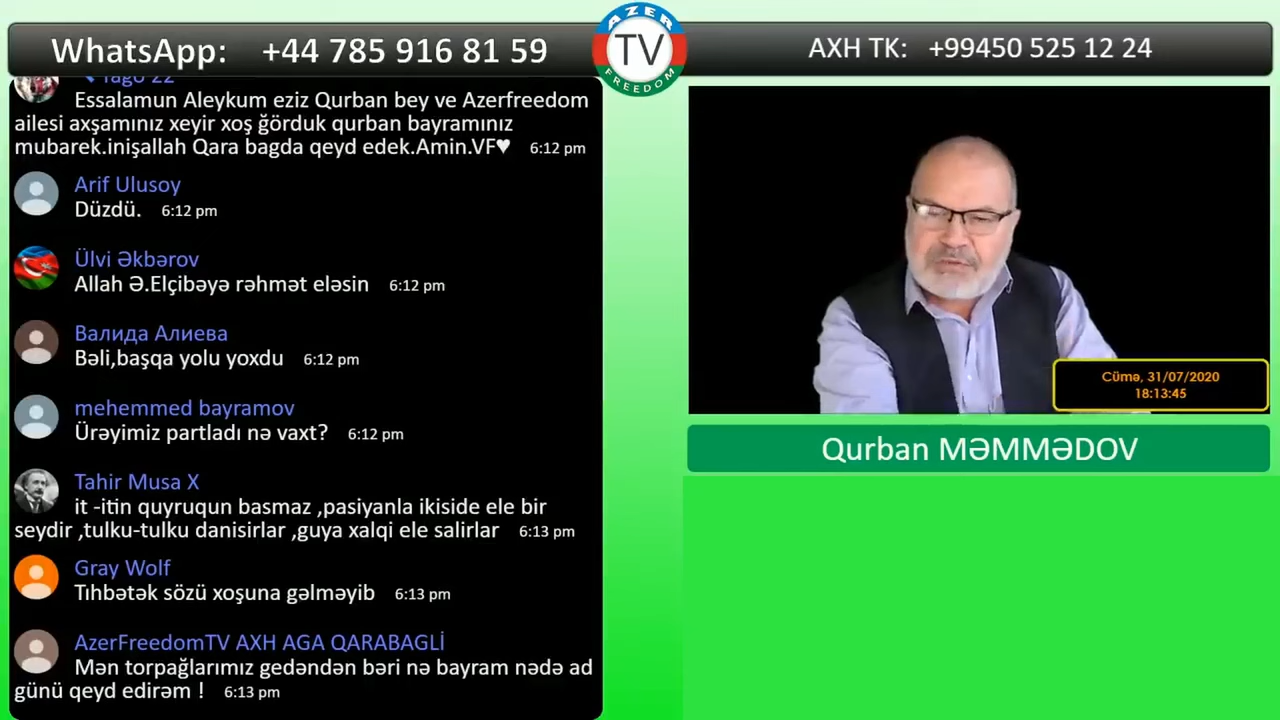 WhatsApp: +44 785 916 81 59
AZER
TV
FREEDOM
AXH TK: +99450 525 12 24
Yago 22
Essalamun Aleykum eziz Qurban bey ve Azerfreedom
ailesi axşamınız xeyir xoş ğörduk qurban bayramınız
mubarek.inişallah Qara bagda qeyd edek.Amin.VF♥ 6:12 pm
Arif Ulusoy
Düzdü. 6:12 pm
Ülvi Əkbərov
Allah Ə.Elçibəyə rəhmət eləsin 6:12 pm
Валида Алиева
Bəli,başqa yolu yoxdu 6:12 pm
mehemmed bayramov
Ürəyimiz partladı nə vaxt? 6:12 pm
Tahir Musa X
it -itin quyruqun basmaz ,pasiyanla ikiside ele bir
seydir ,tulku-tulku danisirlar ,guya xalqi ele salirlar 6:13 pm
Gray Wolf
Tıhbətək sözü xoşuna gəlməyib 6:13 pm
AzerFreedomTV AXH AGA QARABAGLİ
Mən torpağlarımız gedəndən bəri nə bayram nədə ad
günü qeyd edirəm ! 6:13 pm
Cümə, 31/07/2020
18:13:45
Qurban MƏMMƏDOV